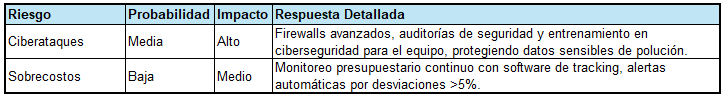 Riesgo Probabilidad Impacto Respuesta Detallada
Ciberataques Media Alto Firewalls avanzados, auditorías de seguridad y entrenamiento en
ciberseguridad para el equipo, protegiendo datos sensibles de polución.
Sobrecostos Baja Medio Monitoreo presupuestario continuo con software de tracking, alertas
automáticas por desviaciones >5%.